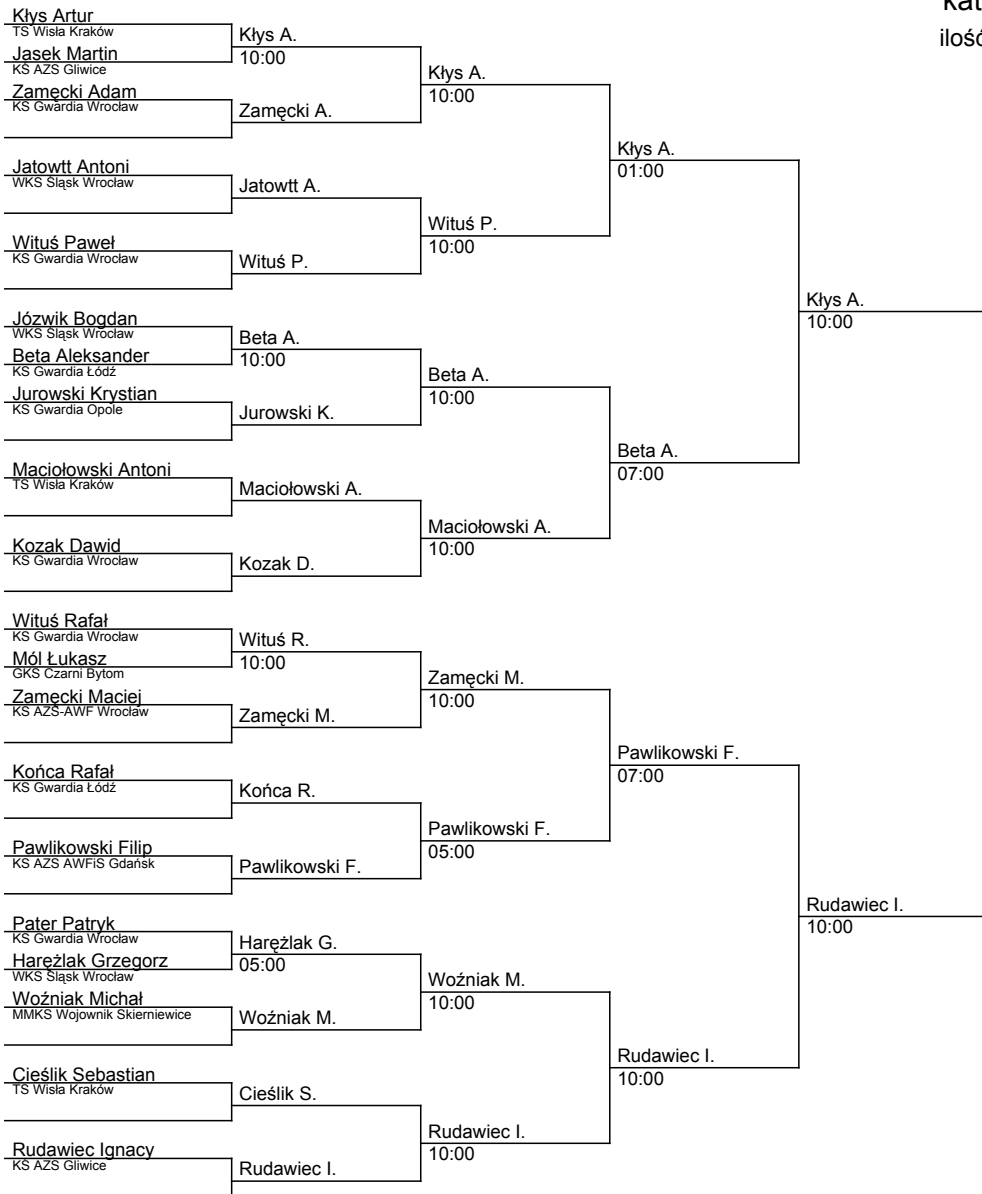 kat
ilość
Kłys Artur
TS Wisła Kraków
Jasek Martin
KS AZS Gliwice
Zamęcki Adam
KS Gwardia Wrocław
Jatowtt Antoni
WKS Śląsk Wrocław
Wituś Paweł
KS Gwardia Wrocław
Józwik Bogdan
WKS Śląsk Wrocław
Beta Aleksander
KS Gwardia Łódź
Jurowski Krystian
KS Gwardia Opole
Maciołowski Antoni
TS Wisła Kraków
Kozak Dawid
KS Gwardia Wrocław
Wituś Rafał
KS Gwardia Wrocław
Mól Łukasz
GKS Czarni Bytom
Zamęcki Maciej
KS AZS-AWF Wrocław
Końca Rafał
KS Gwardia Łódź
Pawlikowski Filip
KS AZS AWFiS Gdańsk
Pater Patryk
KS Gwardia Wrocław
Harężlak Grzegorz
WKS Śląsk Wrocław
Woźniak Michał
MMKS Wojownik Skierniewice
Cieślik Sebastian
TS Wisła Kraków
Rudawiec Ignacy
KS AZS Gliwice
Kłys A.
10:00
Zamęcki A.
Jatowtt A.
Wituś P.
Beta A.
10:00
Jurowski K.
Maciołowski A.
Kozak D.
Wituś R.
10:00
Zamęcki M.
Końca R.
Pawlikowski F.
Harężlak G.
05:00
Woźniak M.
Cieślik S.
Rudawiec I.
Kłys A.
10:00
Wituś P.
10:00
Beta A.
10:00
Maciołowski A.
10:00
Zamęcki M.
10:00
Pawlikowski F.
05:00
Woźniak M.
10:00
Rudawiec I.
10:00
Kłys A.
01:00
Beta A.
07:00
Pawlikowski F.
07:00
Rudawiec I.
10:00
Kłys A.
10:00
Rudawiec I.
10:00